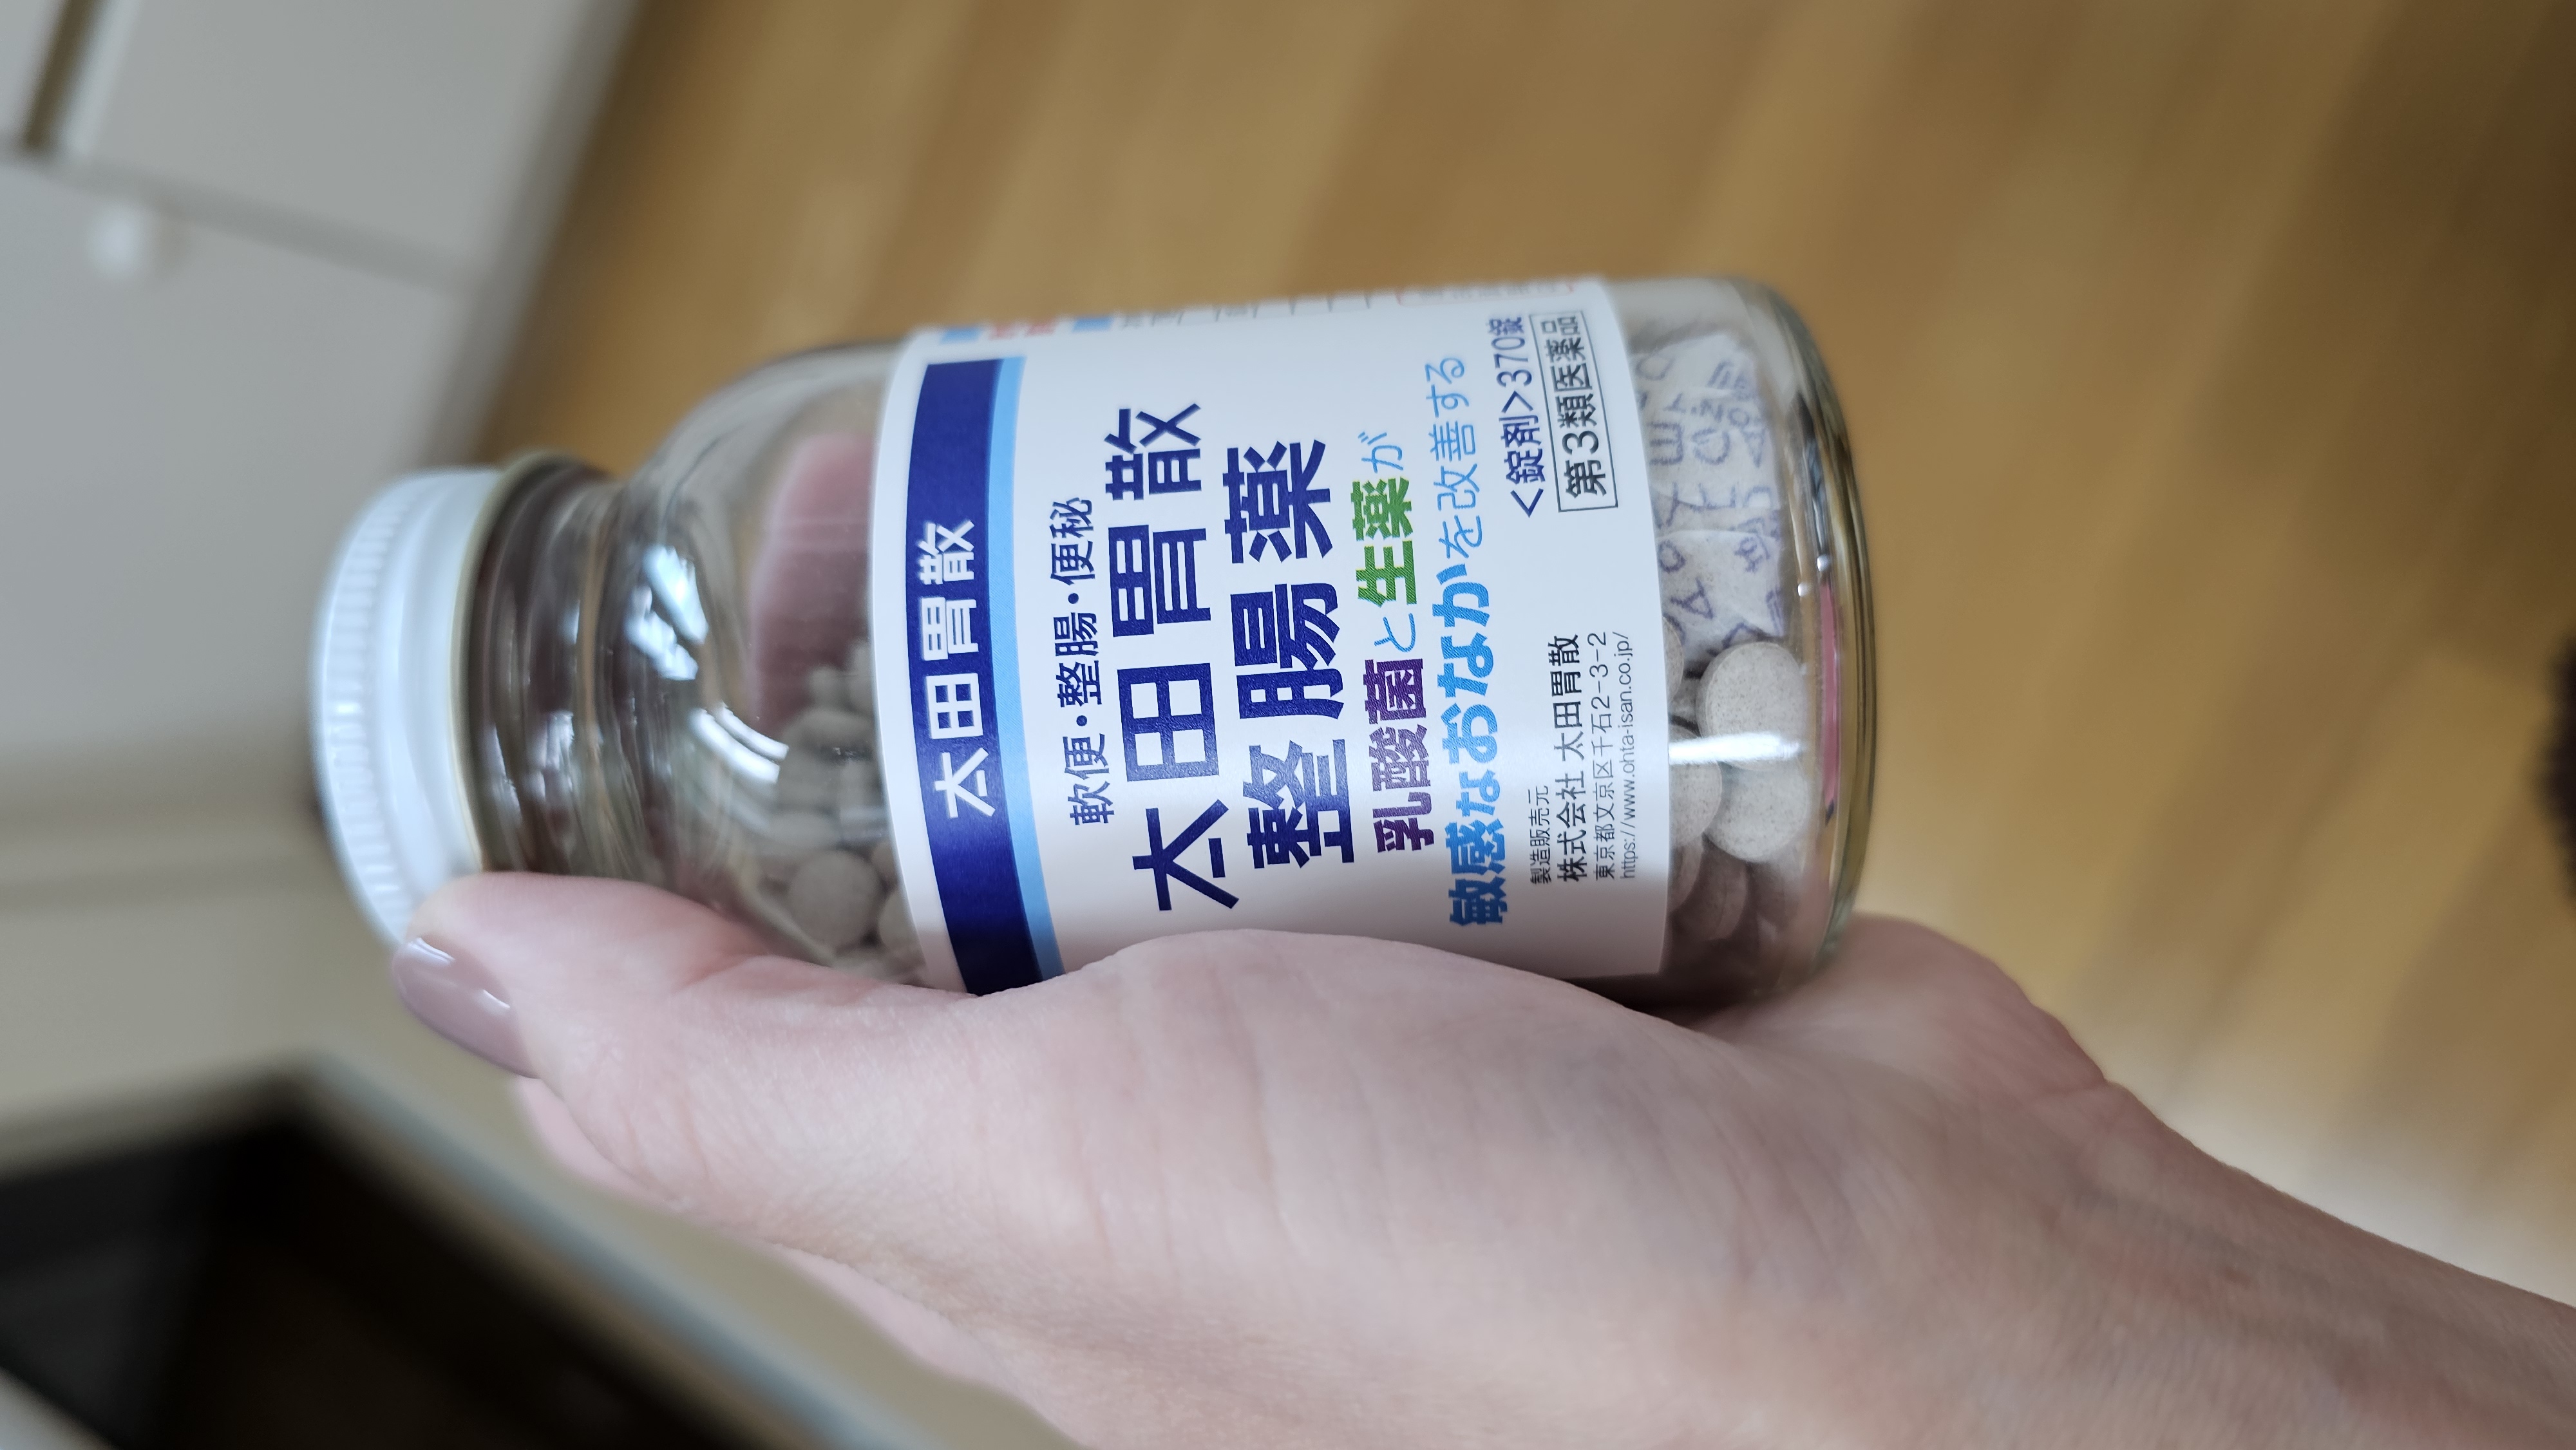 太田胃散
軟便・整腸・便秘
太田胃散
整腸薬
乳酸菌と生薬が
敏感なおなかを改善する
<錠剤>370錠
第3類医薬品
製造販売元
株式会社 太田胃散
東京都文京区千石2-3-2
https://www.ohta-isan.co.jp/